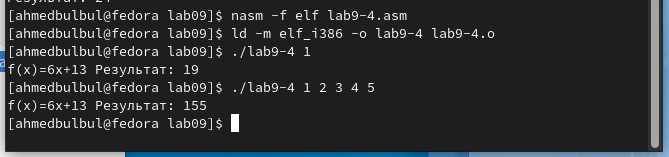 [ahmedbulbul@fedora lab09]$ nasm -f elf lab9-4.asm
[ahmedbulbul@fedora lab09]$ ld -m elf_i386 -o lab9-4 lab9-4.o
[ahmedbulbul@fedora lab09]$ ./lab9-4 1
f(x)=6x+13 Результат: 19
[ahmedbulbul@fedora lab09]$ ./lab9-4 1 2 3 4 5
f(x)=6x+13 Результат: 155
[ahmedbulbul@fedora lab09]$